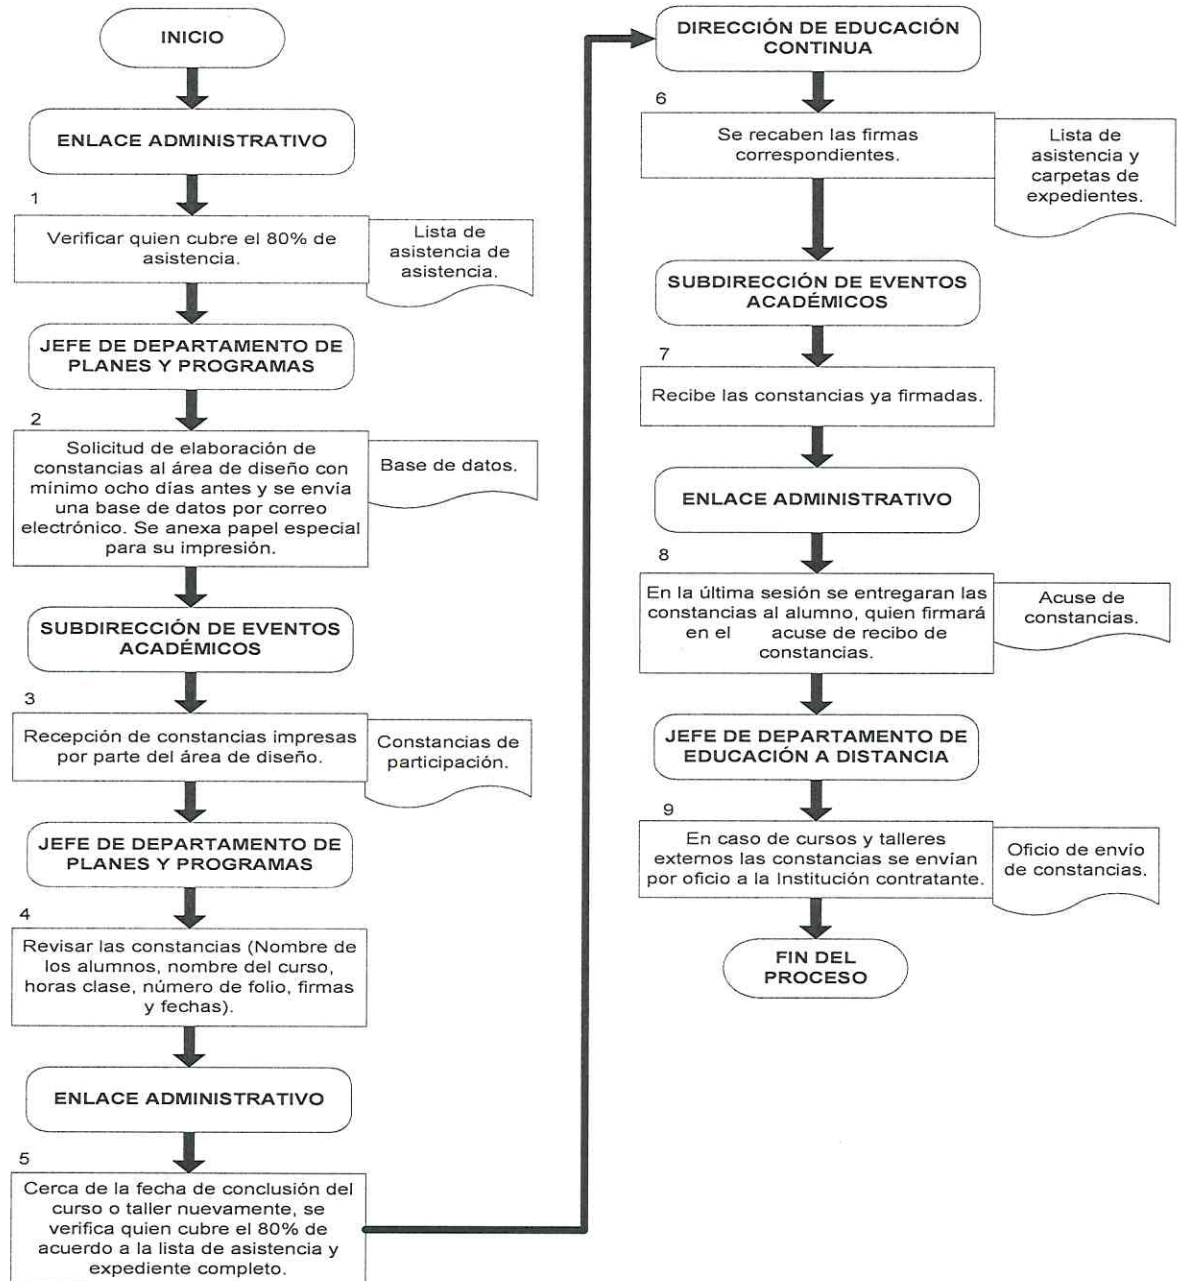 INICIO
ENLACE ADMINISTRATIVO
1
Verificar quien cubre el 80% de
asistencia.
Lista de
asistencia de
asistencia.
JEFE DE DEPARTAMENTO DE
PLANES Y PROGRAMAS
2
Solicitud de elaboración de
constancias al área de diseño con
mínimo ocho días antes y se envía
una base de datos por correo
electrónico. Se anexa papel especial
para su impresión.
Base de datos.
SUBDIRECCIÓN DE EVENTOS
ACADÉMICOS
3
Recepción de constancias impresas
por parte del área de diseño.
Constancias de
participación.
JEFE DE DEPARTAMENTO DE
PLANES Y PROGRAMAS
4
Revisar las constancias (Nombre de
los alumnos, nombre del curso,
horas clase, número de folio, firmas
y fechas).
ENLACE ADMINISTRATIVO
5
Cerca de la fecha de conclusión del
curso o taller nuevamente, se
verifica quien cubre el 80% de
acuerdo a la lista de asistencia y
expediente completo.
DIRECCIÓN DE EDUCACIÓN
CONTINUA
6
Se recaben las firmas
correspondientes.
Lista de
asistencia y
carpetas de
expedientes.
SUBDIRECCIÓN DE EVENTOS
ACADÉMICOS
7
Recibe las constancias ya firmadas.
ENLACE ADMINISTRATIVO
8
En la última sesión se entregaran las
constancias al alumno, quien firmará
en el acuse de recibo de
constancias.
Acuse de
constancias.
JEFE DE DEPARTAMENTO DE
EDUCACIÓN A DISTANCIA
9
En caso de cursos y talleres
externos las constancias se envían
por oficio a la Institución contratante.
Oficio de envío
de constancias.
FIN DEL
PROCESO